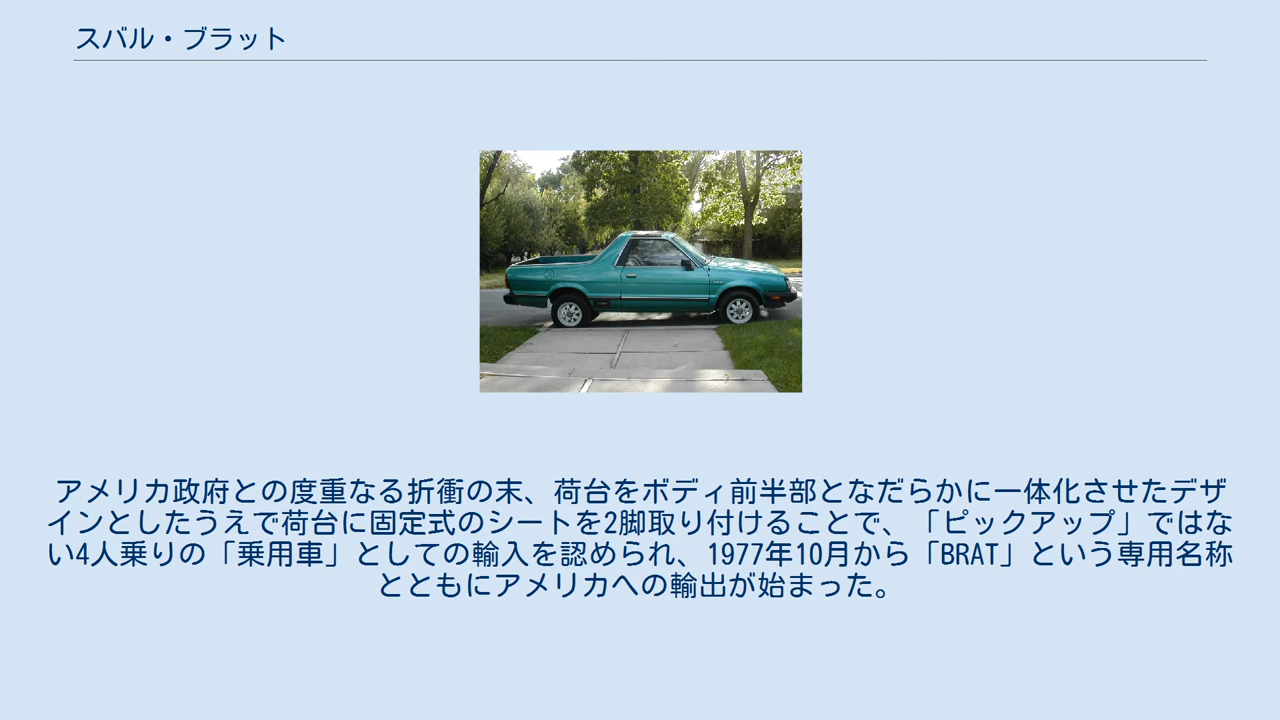 スバル・ブラット
アメリカ政府との度重なる折衝の末、荷台をボディ前半部となだらかに一体化させたデザ
インとしたうえで荷台に固定式のシートを2脚取り付けることで、「ピックアップ」ではな
い4人乗りの「乗用車」としての輸入を認められ、1977年10月から「BRAT」という専用名称
とともにアメリカへの輸出が始まった。